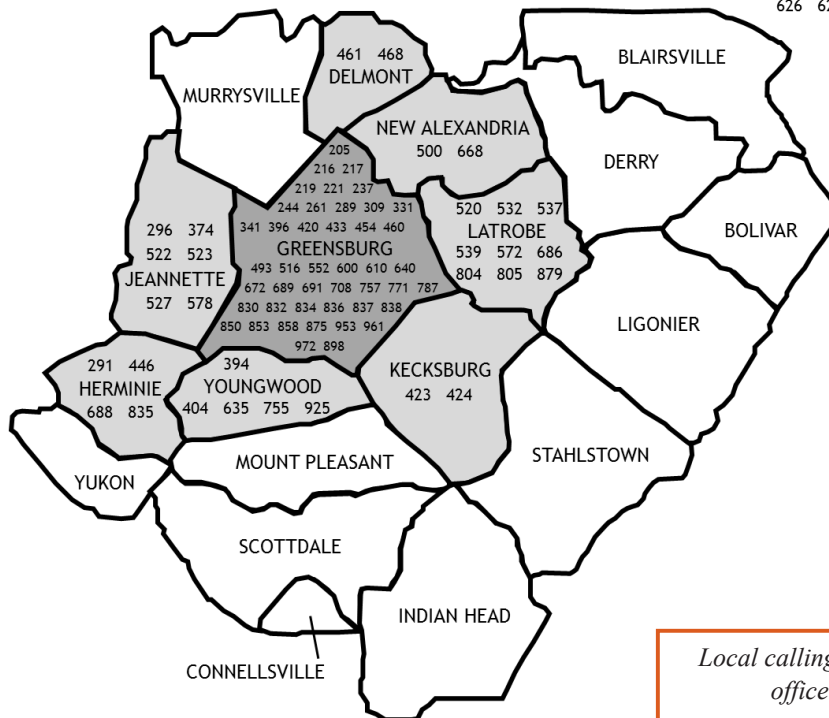 626
461 468
DELMONT
BLAIRSVILLE
MURRYSVILLE
NEW ALEXANDRIA
500 668
DERRY
205
216 217
219 221 237
244 261 289 309 331
341 396 420 433 454 460
GREENSBURG
493 516 552 600 610 640
672 689 691 708 757 771 787
830 832 834 836 837 838
850 853 858 875 953 961
972 898
520 532 537
LATROBE
539 572 686
804 805 879
BOLIVAR
296 374
522 523
JEANNETTE
527 578
LIGONIER
291 446
HERMINIE
688 835
394
YOUNGWOOD
404 635 755 925
KECKSBURG
423 424
STAHLSTOWN
MOUNT PLEASANT
YUKON
SCOTTDALE
INDIAN HEAD
CONNELLSVILLE
Local calling
office